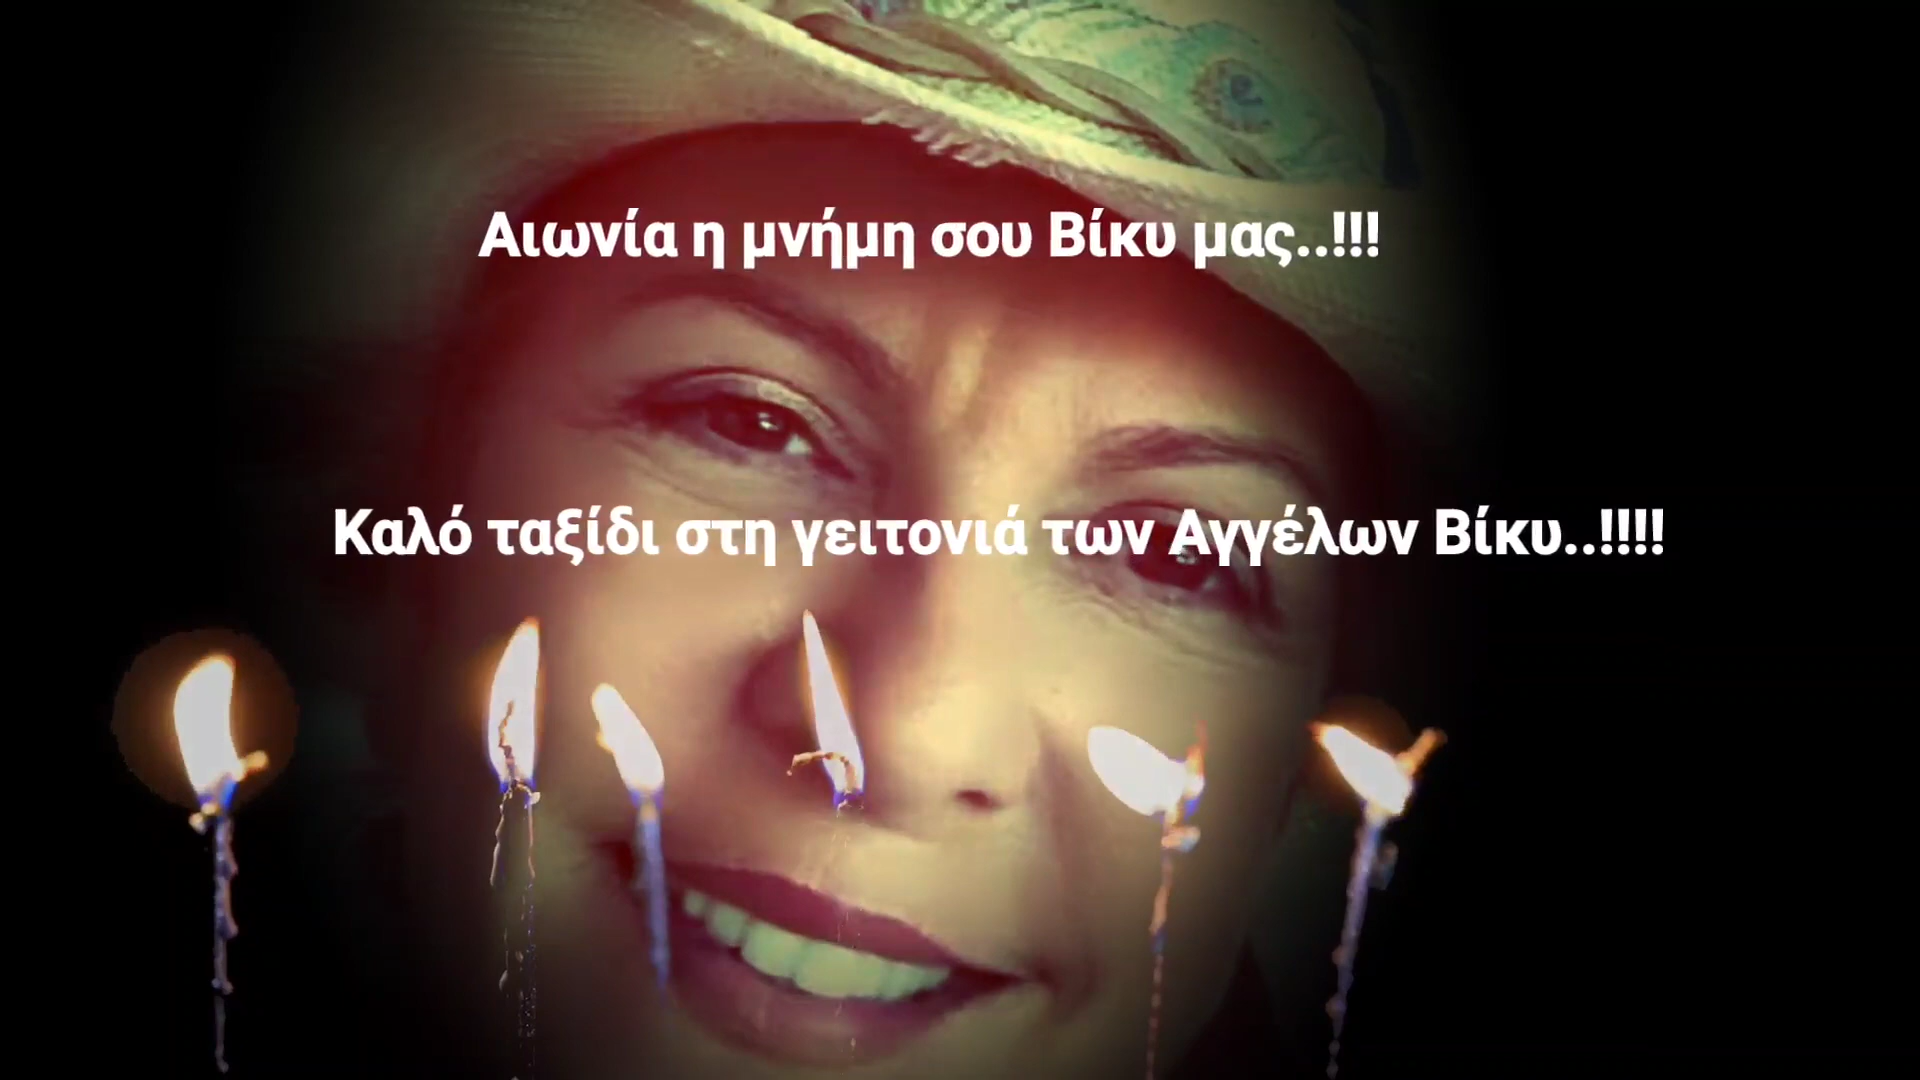 Αιωνία η μνήμη σου Βίκυ μας..!!!
Καλό ταξίδι στη γειτονιά των Αγγέλων Βίκυ..!!!!